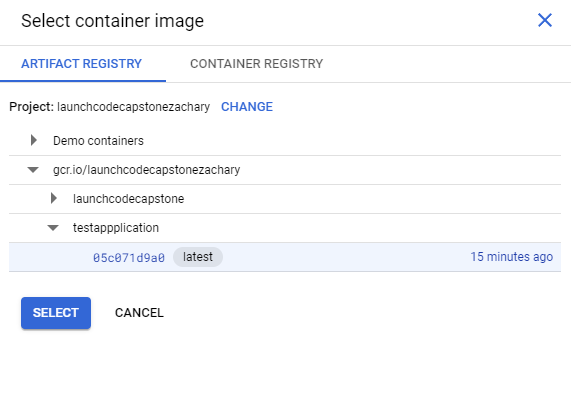 Select container image
ARTIFACT REGISTRY CONTAINER REGISTRY
Project: launchcodecapstonezachary CHANGE
Demo containers
gcr.io/launchcodecapstonezachary
launchcodecapstone
testappplication
05c071d9a0 latest 15 minutes ago
SELECT CANCEL